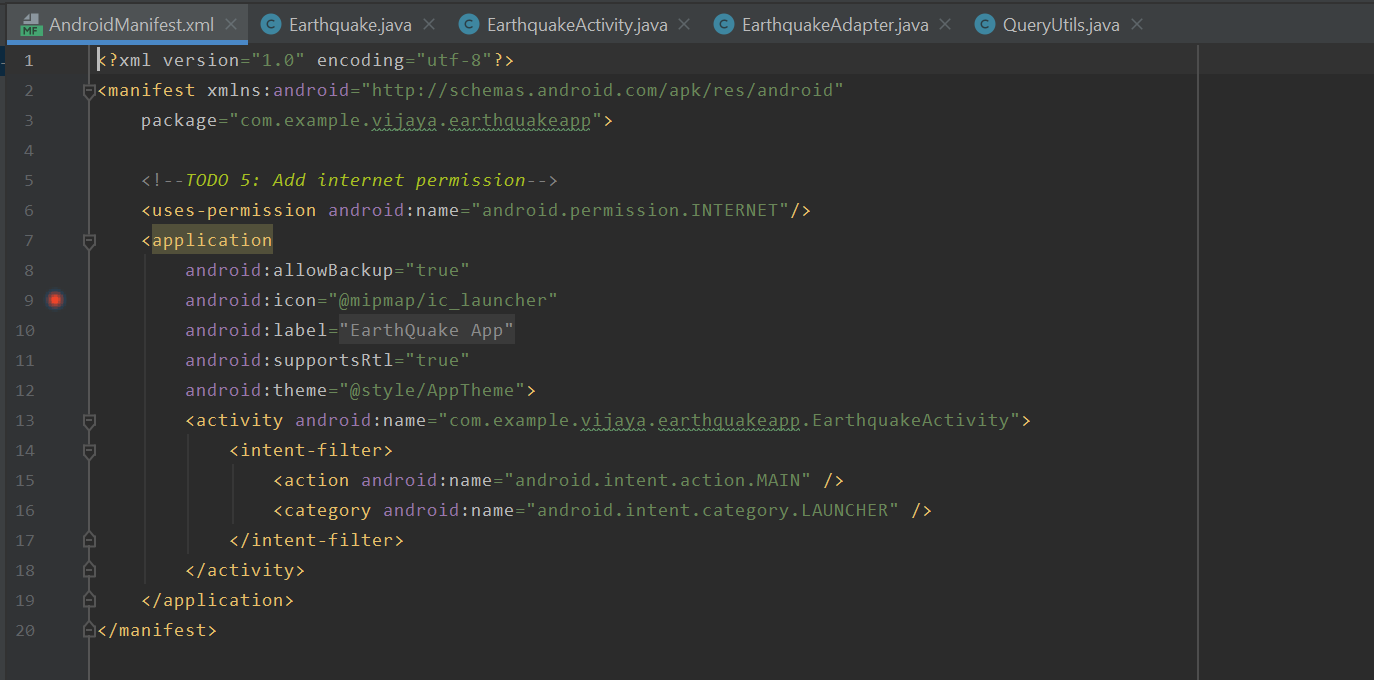 AndroidManifest.xml Earthquake.java EarthquakeActivity.java EarthquakeAdapter.java QueryUtils.java
1 <?xml version="1.0" encoding="utf-8"?>
2 <manifest xmlns:android="http://schemas.android.com/apk/res/android"
3 package="com.example.vijaya.earthquakeapp">
4
5 <!--TODO 5: Add internet permission-->
6 <uses-permission android:name="android.permission.INTERNET"/>
7 <application
8 android:allowBackup="true"
9 android:icon="@mipmap/ic_launcher"
10 android:label="EarthQuake App"
11 android:supportsRtl="true"
12 android:theme="@style/AppTheme">
13 <activity android:name="com.example.vijaya.earthquakeapp.EarthquakeActivity">
14 <intent-filter>
15 <action android:name="android.intent.action.MAIN" />
16 <category android:name="android.intent.category.LAUNCHER" />
17 </intent-filter>
18 </activity>
19 </application>
20 </manifest>